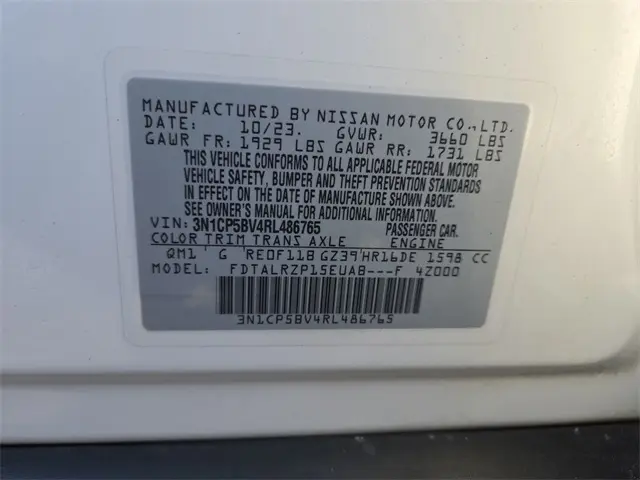 MANUFACTURED BY NISSAN MOTOR CO., LTD.
DATE: 10/23. GVWR: 3660 LBS
GAWR FR: 1929 LBS GAWR RR: 1731 LBS
THIS VEHICLE CONFORMS TO ALL APPLICABLE FEDERAL MOTOR
VEHICLE SAFETY, BUMPER AND THEFT PREVENTION STANDARDS
IN EFFECT ON THE DATE OF MANUFACTURE SHOWN ABOVE.
SEE OWNER'S MANUAL FOR ADDITIONAL INFORMATION.
VIN: 3N1CP5BV4RL486765 PASSENGER CAR.
COLOR TRIM TRANS AXLE ENGINE
QM1 G RE0F11B GZ39 HR16DE 1598 CC
MODEL: FDTALRZP15EUA8---F 4Z000
3N1CP5BV4RL486765